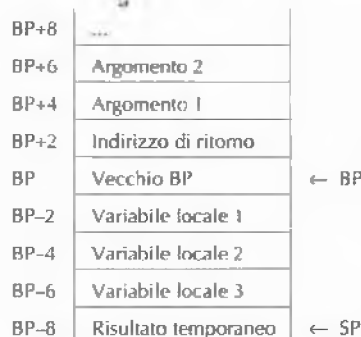 BP+8 ...
BP+6 Argomento 2
BP+4 Argomento 1
BP+2 Indirizzo di ritorno
BP Vecchio BP ← BP
BP–2 Variabile locale 1
BP–4 Variabile locale 2
BP–6 Variabile locale 3
BP–8 Risultato temporaneo ← SP